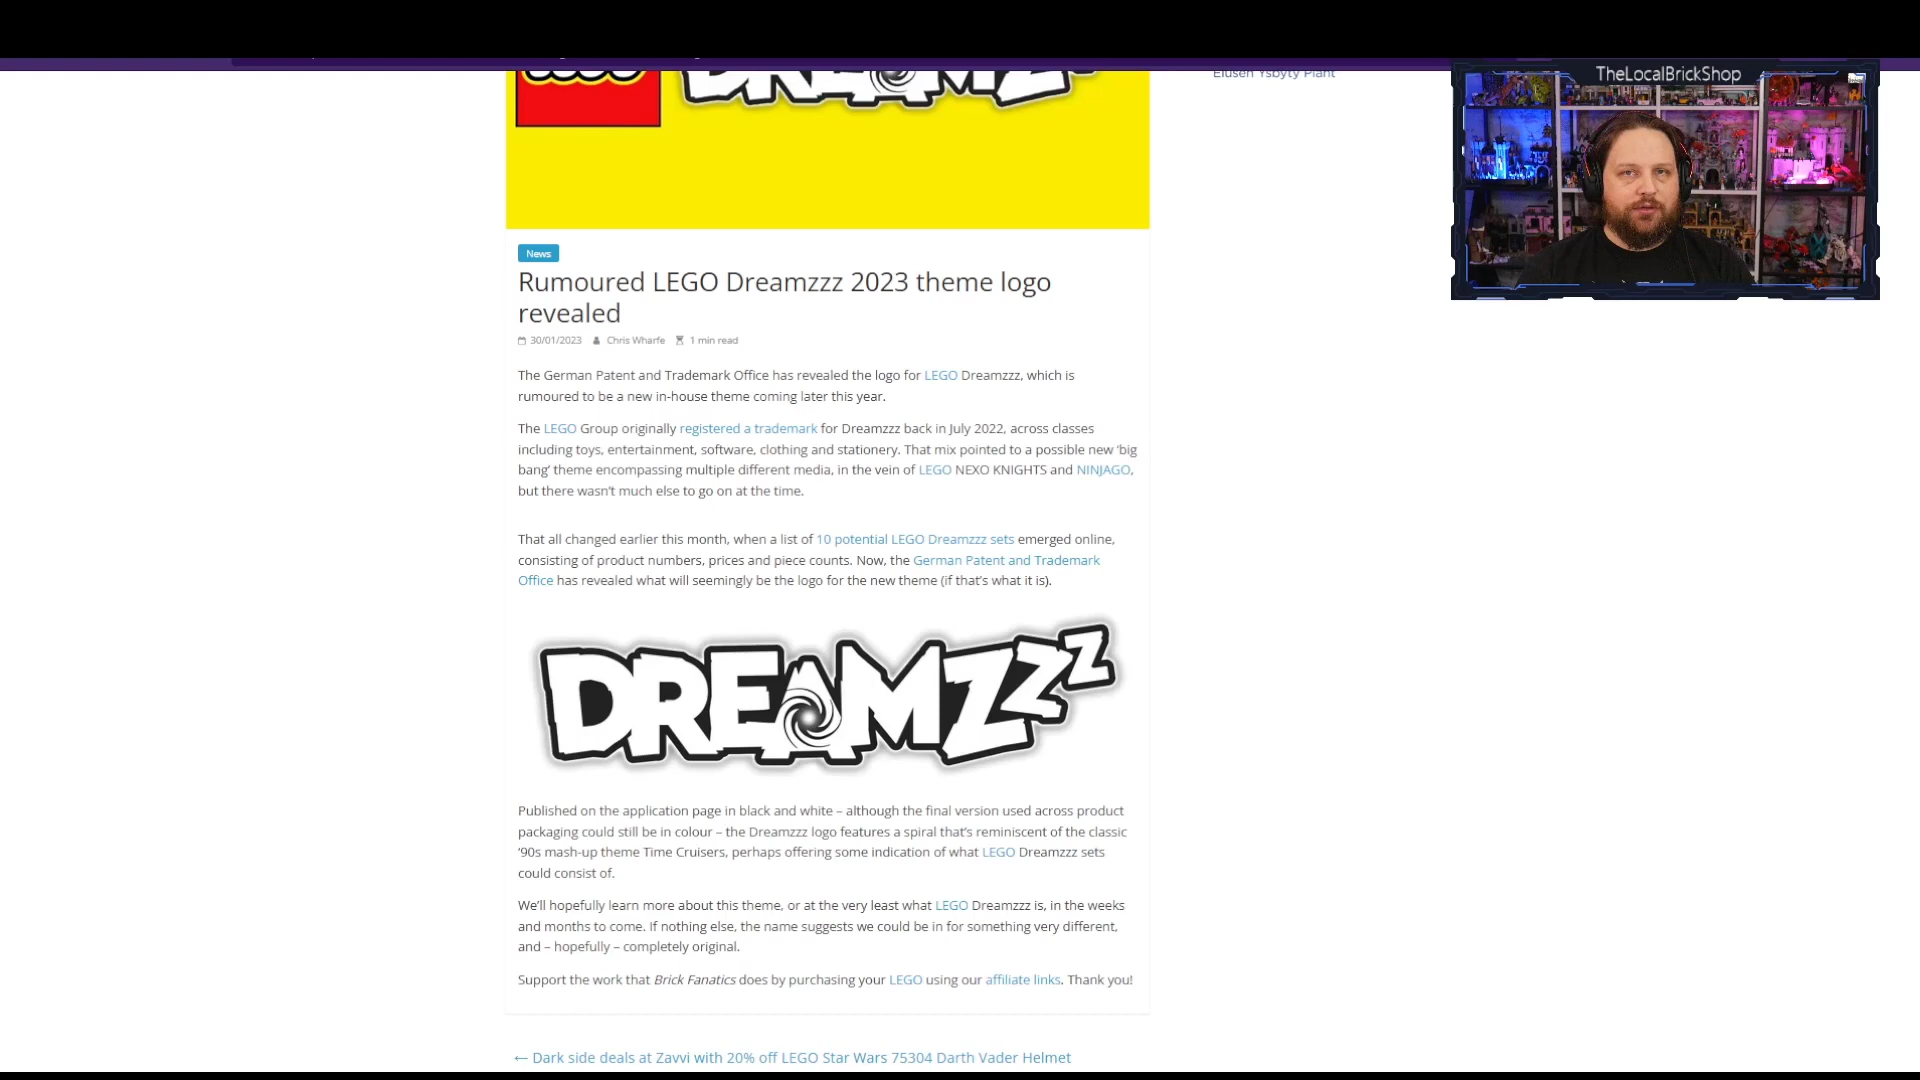 Elusen Ysbyty Plant
TheLocalBrickShop
LEGO
DREAMZzz
News
Rumoured LEGO Dreamzzz 2023 theme logo
revealed
30/01/2023 Chris Wharfe 1 min read
The German Patent and Trademark Office has revealed the logo for LEGO Dreamzzz, which is
rumoured to be a new in-house theme coming later this year.
The LEGO Group originally registered a trademark for Dreamzzz back in July 2022, across classes
including toys, entertainment, software, clothing and stationery. That mix pointed to a possible new ‘big
bang’ theme encompassing multiple different media, in the vein of LEGO NEXO KNIGHTS and NINJAGO,
but there wasn’t much else to go on at the time.
That all changed earlier this month, when a list of 10 potential LEGO Dreamzzz sets emerged online,
consisting of product numbers, prices and piece counts. Now, the German Patent and Trademark
Office has revealed what will seemingly be the logo for the new theme (if that’s what it is).
DREAMZzz
Published on the application page in black and white – although the final version used across product
packaging could still be in colour – the Dreamzzz logo features a spiral that’s reminiscent of the classic
‘90s mash-up theme Time Cruisers, perhaps offering some indication of what LEGO Dreamzzz sets
could consist of.
We’ll hopefully learn more about this theme, or at the very least what LEGO Dreamzzz is, in the weeks
and months to come. If nothing else, the name suggests we could be in for something very different,
and – hopefully – completely original.
Support the work that Brick Fanatics does by purchasing your LEGO using our affiliate links. Thank you!
← Dark side deals at Zavvi with 20% off LEGO Star Wars 75304 Darth Vader Helmet